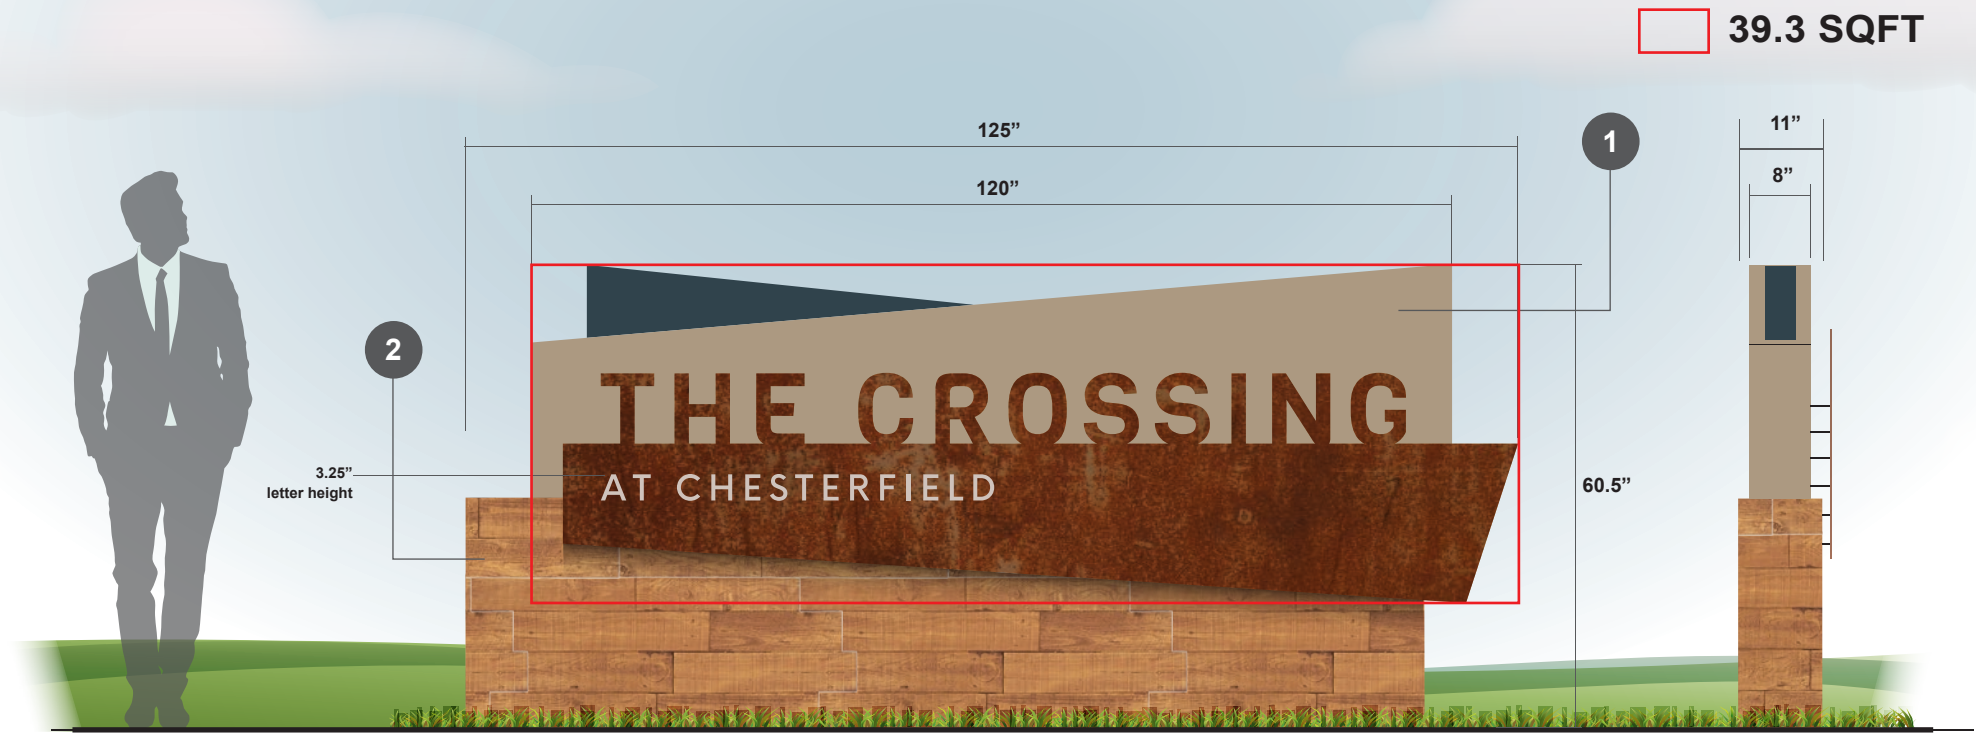 39.3 SQFT
125”
120”
11”
8”
1
2
THE CROSSING
AT CHESTERFIELD
3.25”
letter height
60.5”